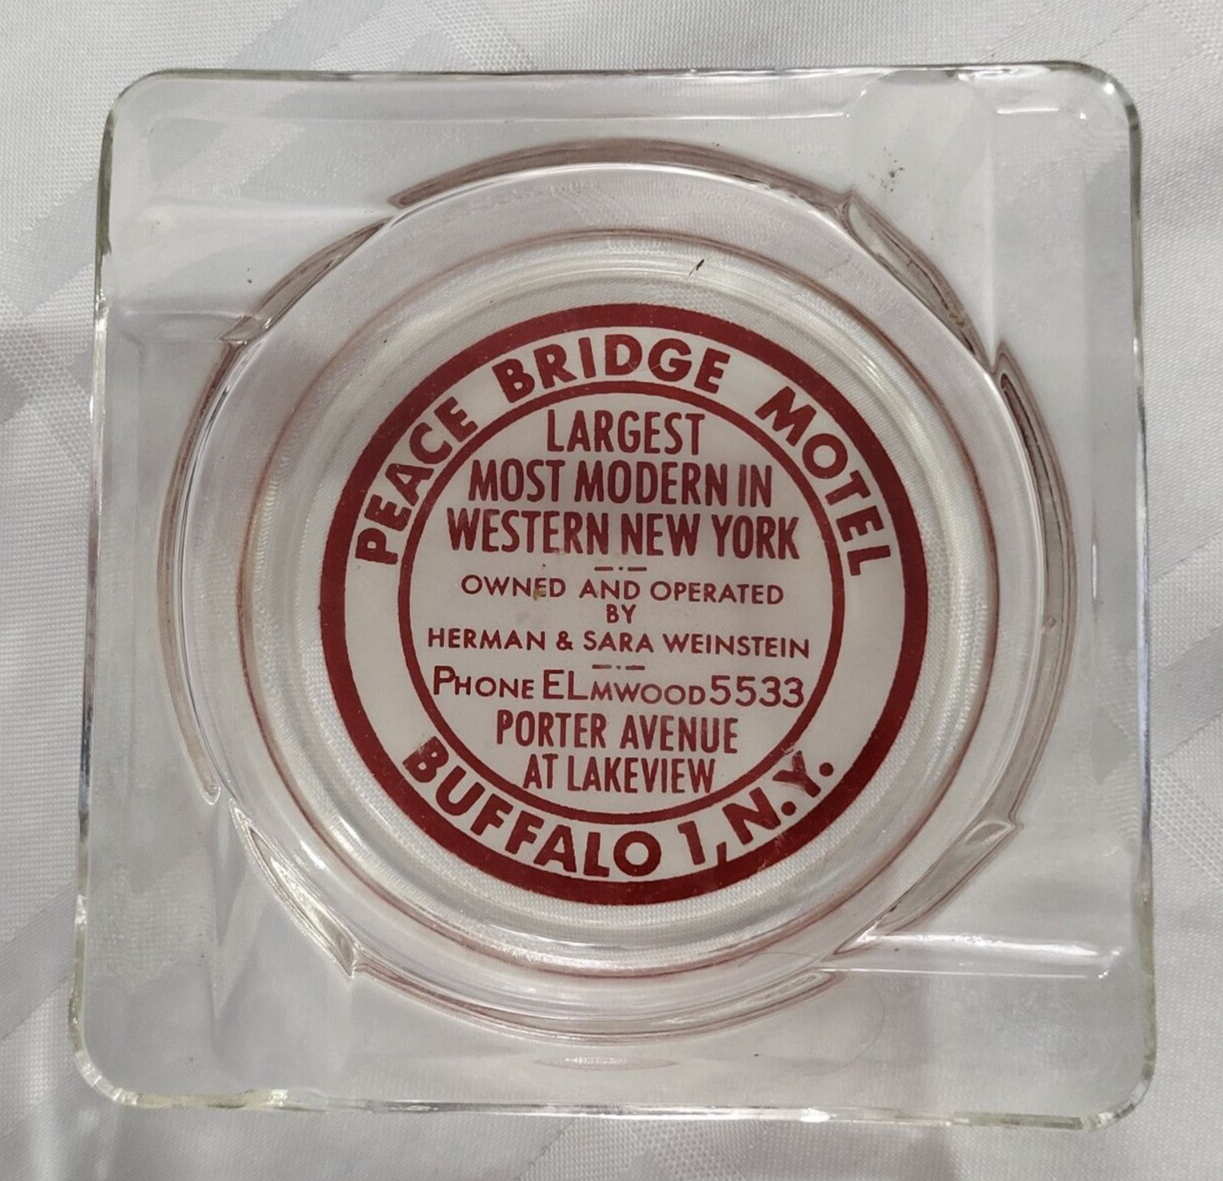 PEACE BRIDGE MOTEL
LARGEST
MOST MODERN IN
WESTERN NEW YORK
OWNED AND OPERATED
BY
HERMAN & SARA WEINSTEIN
PHONE ELMWOOD 5533
PORTER AVENUE
AT LAKEVIEW
BUFFALO 1, N.Y.